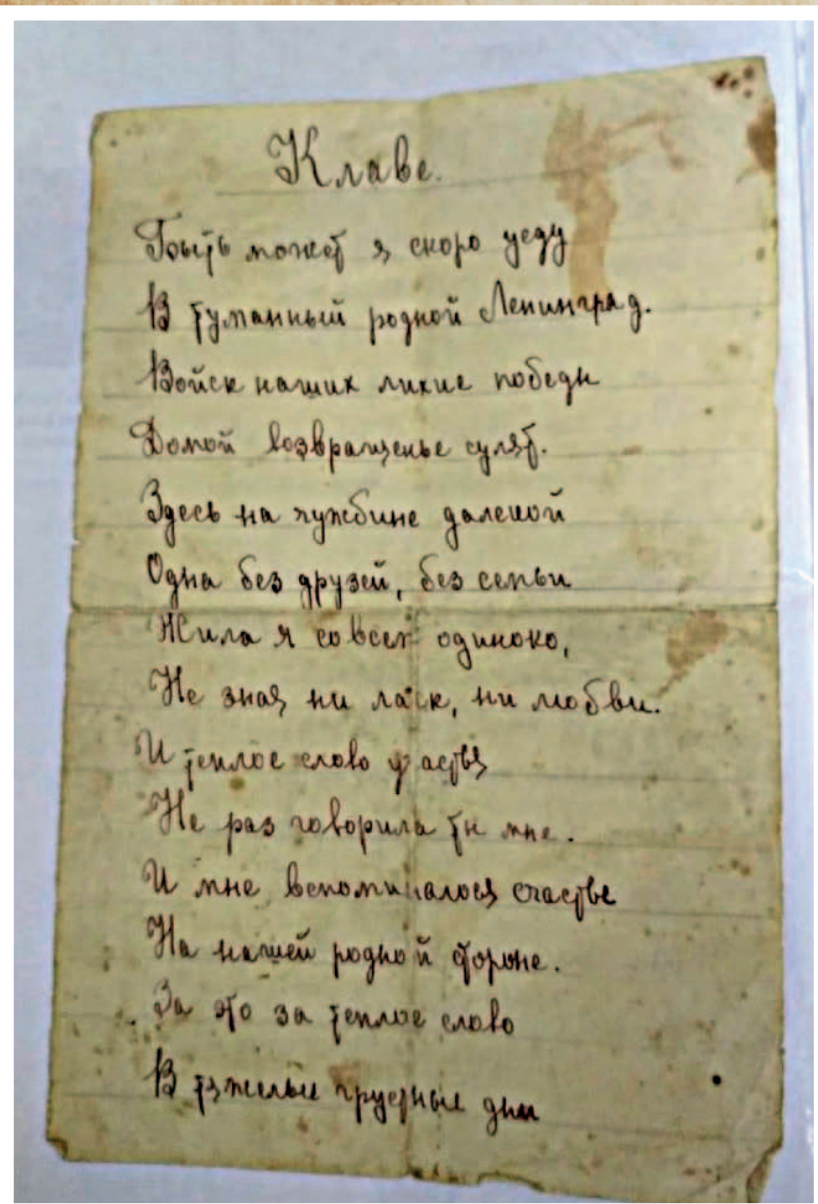 Клаве.
Быть может я скоро уеду
В туманный родной Ленинград.
Войск наших лихие победы
Домой возвращенье сулят.
Здесь на чужбине далекой
Одна без друзей, без семьи
Жила я совсем одиноко,
Не зная ни ласк, ни любви.
И теплое слово участья
Не раз говорила ты мне.
И мне вспоминалося счастье
На нашей родной стороне.
За это за теплое слово
В тяжелые грустные дни